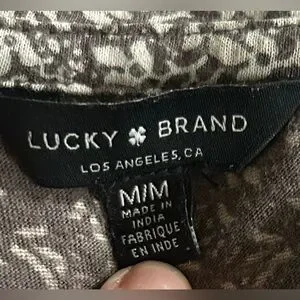 LUCKY BRAND
LOS ANGELES, CA
M/M
MADE IN
INDIA
FABRIQUE
EN INDE